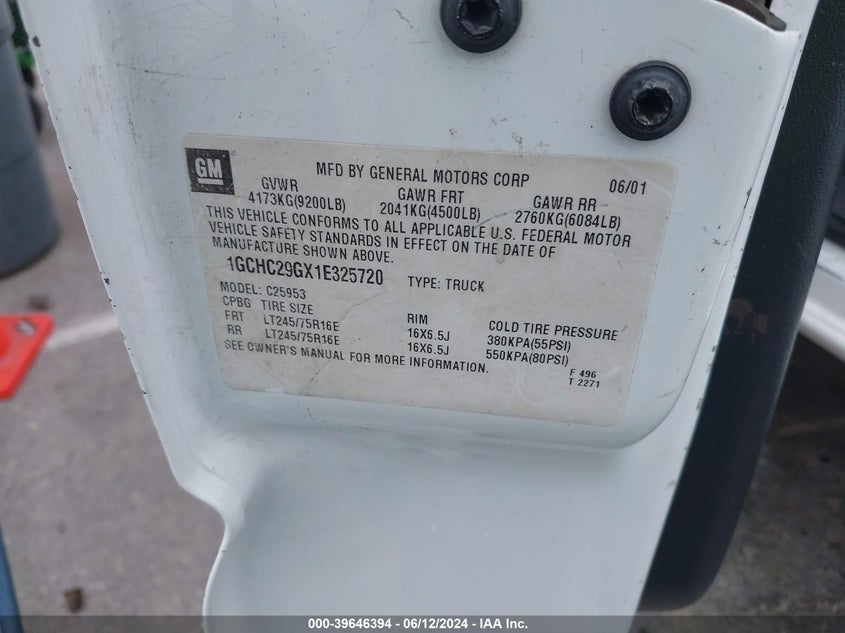 GM
MFD BY GENERAL MOTORS CORP 06/01
GVWR GAWR FRT GAWR RR
4173KG(9200LB) 2041KG(4500LB) 2760KG(6084LB)
THIS VEHICLE CONFORMS TO ALL APPLICABLE U.S. FEDERAL MOTOR
VEHICLE SAFETY STANDARDS IN EFFECT ON THE DATE OF
MANUFACTURE SHOWN ABOVE.
1GCHC29GX1E325720 TYPE: TRUCK
MODEL: C25953
CPBG TIRE SIZE RIM COLD TIRE PRESSURE
FRT LT245/75R16E 16X6.5J 380KPA(55PSI)
RR LT245/75R16E 16X6.5J 550KPA(80PSI)
SEE OWNER'S MANUAL FOR MORE INFORMATION.
F 496
T 2271
000-39646394 - 06/12/2024 - IAA Inc.